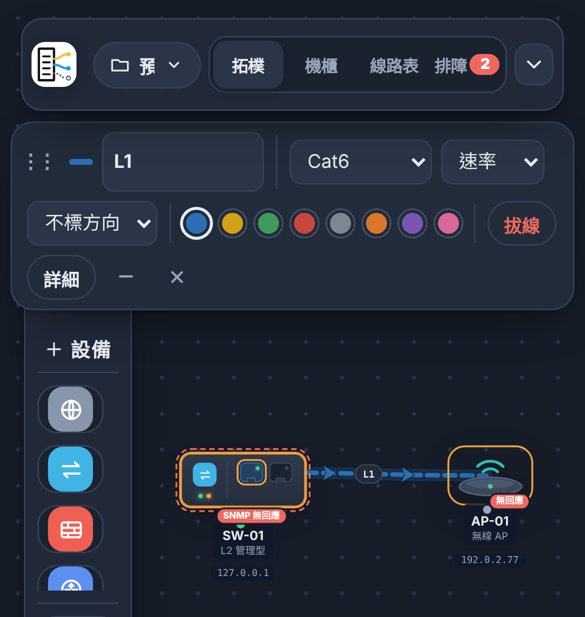 預
拓樸
機櫃
線路表
排障 2
L1
Cat6
速率
不標方向
拔線
詳細
+ 設備
L1
SNMP 無回應
SW-01
L2 管理型
127.0.0.1
無回應
AP-01
無線 AP
192.0.2.77